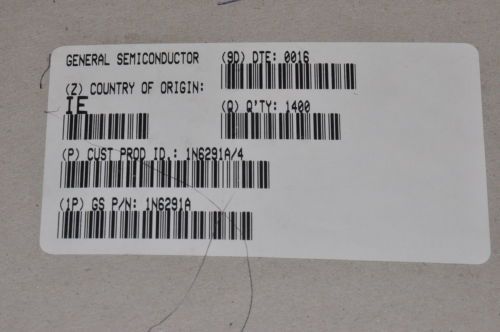 GENERAL SEMICONDUCTOR
(9D) DTE: 0016
(Z) COUNTRY OF ORIGIN:
IE
(Q) Q'TY: 1400
(P) CUST PROD ID.: 1N6291A/4
(1P) GS P/N: 1N6291A